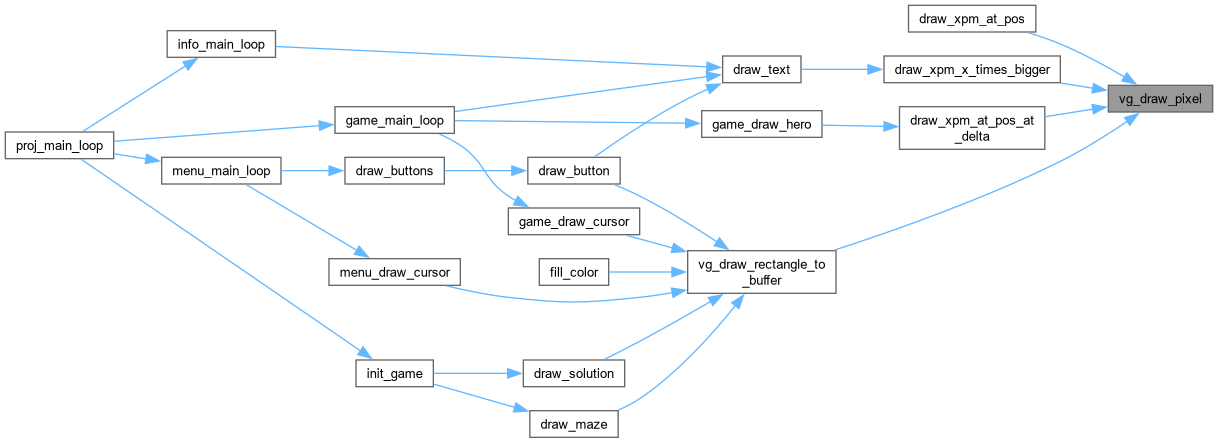 draw_xpm_at_pos
info_main_loop
draw_text
draw_xpm_x_times_bigger
vg_draw_pixel
game_main_loop
game_draw_hero
draw_xpm_at_pos_at
_delta
proj_main_loop
menu_main_loop
draw_buttons
draw_button
game_draw_cursor
menu_draw_cursor
fill_color
vg_draw_rectangle_to
_buffer
init_game
draw_solution
draw_maze